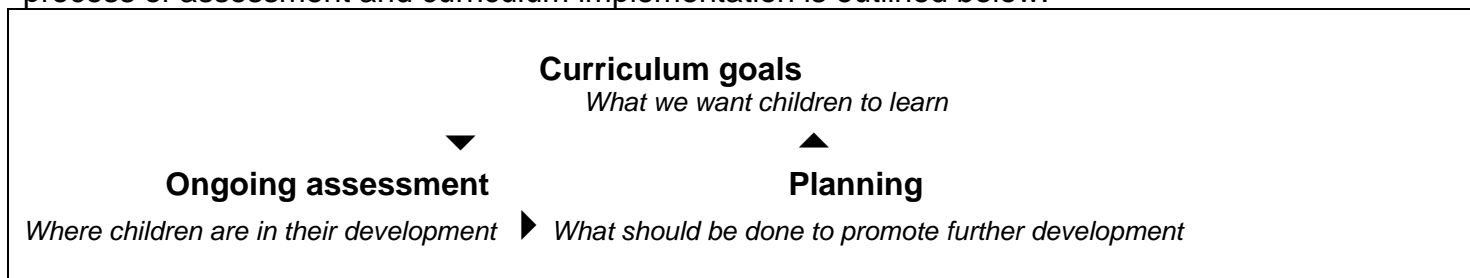 process of assessment and curriculum implementation is outlined below:
Curriculum goals
What we want children to learn
Ongoing assessment Planning
Where children are in their development What should be done to promote further development